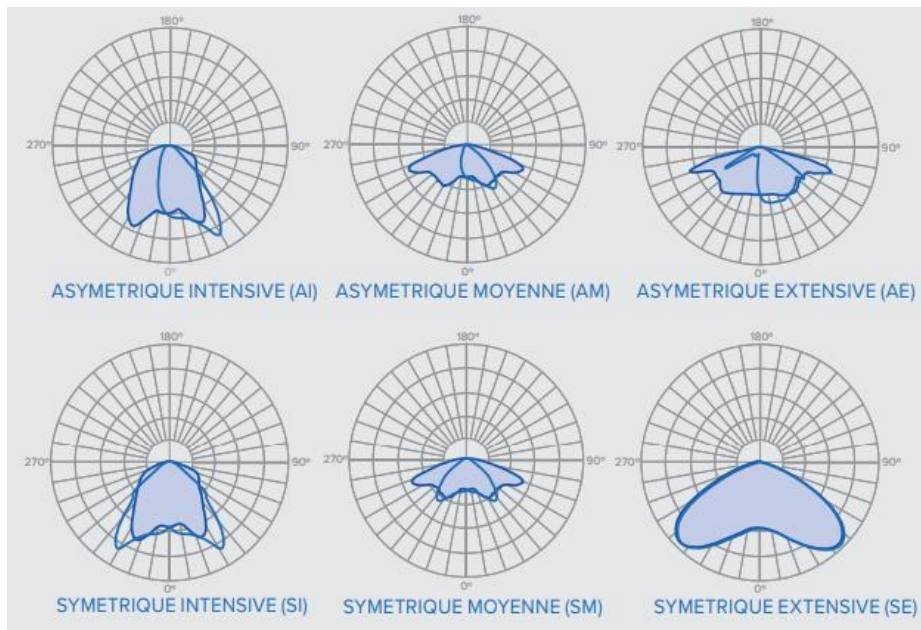 180° 180° 180°
270° 90° 270° 90° 270° 90°
0° 0° 0°
ASYMETRIQUE INTENSIVE (AI) ASYMETRIQUE MOYENNE (AM) ASYMETRIQUE EXTENSIVE (AE)
180° 180° 180°
270° 90° 270° 90° 270° 90°
0° 0° 0°
SYMETRIQUE INTENSIVE (SI) SYMETRIQUE MOYENNE (SM) SYMETRIQUE EXTENSIVE (SE)